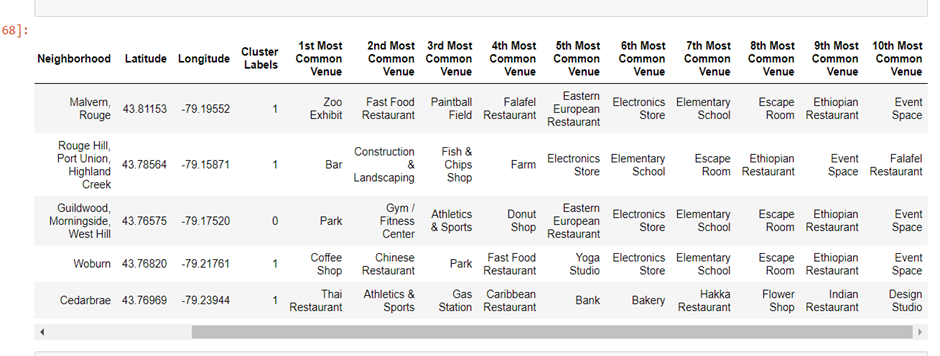 68]:
Neighborhood Latitude Longitude Cluster Labels 1st Most Common Venue 2nd Most Common Venue 3rd Most Common Venue 4th Most Common Venue 5th Most Common Venue 6th Most Common Venue 7th Most Common Venue 8th Most Common Venue 9th Most Common Venue 10th Most Common Venue
Malvern, Rouge 43.81153 -79.19552 1 Zoo Exhibit Fast Food Restaurant Paintball Field Falafel Restaurant Eastern European Restaurant Electronics Store Elementary School Escape Room Ethiopian Restaurant Event Space
Rouge Hill, Port Union, Highland Creek 43.78564 -79.15871 1 Bar Construction & Landscaping Fish & Chips Shop Farm Electronics Store Elementary School Escape Room Ethiopian Restaurant Event Space Falafel Restaurant
Guildwood, Morningside, West Hill 43.76575 -79.17520 0 Park Gym / Fitness Center Athletics & Sports Donut Shop Eastern European Restaurant Electronics Store Elementary School Escape Room Ethiopian Restaurant Event Space
Woburn 43.76820 -79.21761 1 Coffee Shop Chinese Restaurant Park Fast Food Restaurant Yoga Studio Electronics Store Elementary School Escape Room Ethiopian Restaurant Event Space
Cedarbrae 43.76969 -79.23944 1 Thai Restaurant Athletics & Sports Gas Station Caribbean Restaurant Bank Bakery Hakka Restaurant Flower Shop Indian Restaurant Design Studio